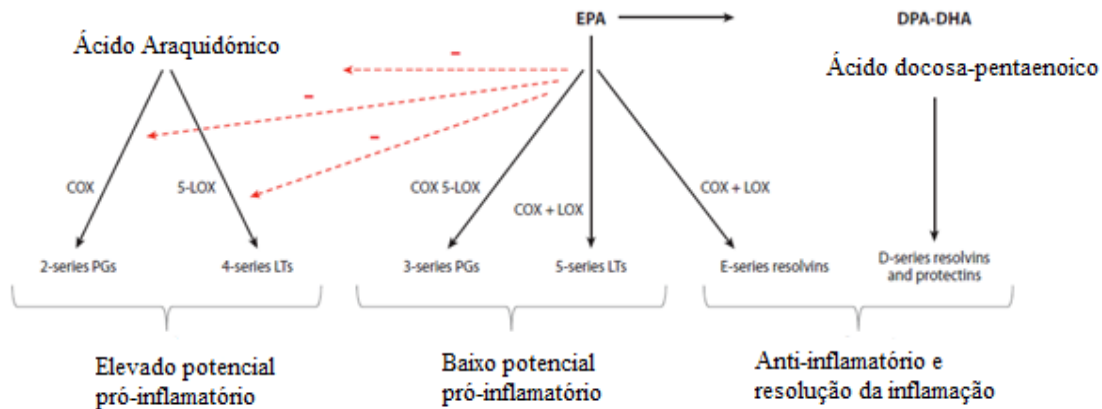 EPA
DPA-DHA
Ácido Araquidónico
Ácido docosa-pentaenoico
-
-
-
COX
5-LOX
COX 5-LOX
COX + LOX
COX + LOX
2-series PGs
4-series LTs
3-series PGs
5-series LTs
E-series resolvins
D-series resolvins
and protectins
Elevado potencial
pró-inflamatório
Baixo potencial
pró-inflamatório
Anti-inflamatório e
resolução da inflamação